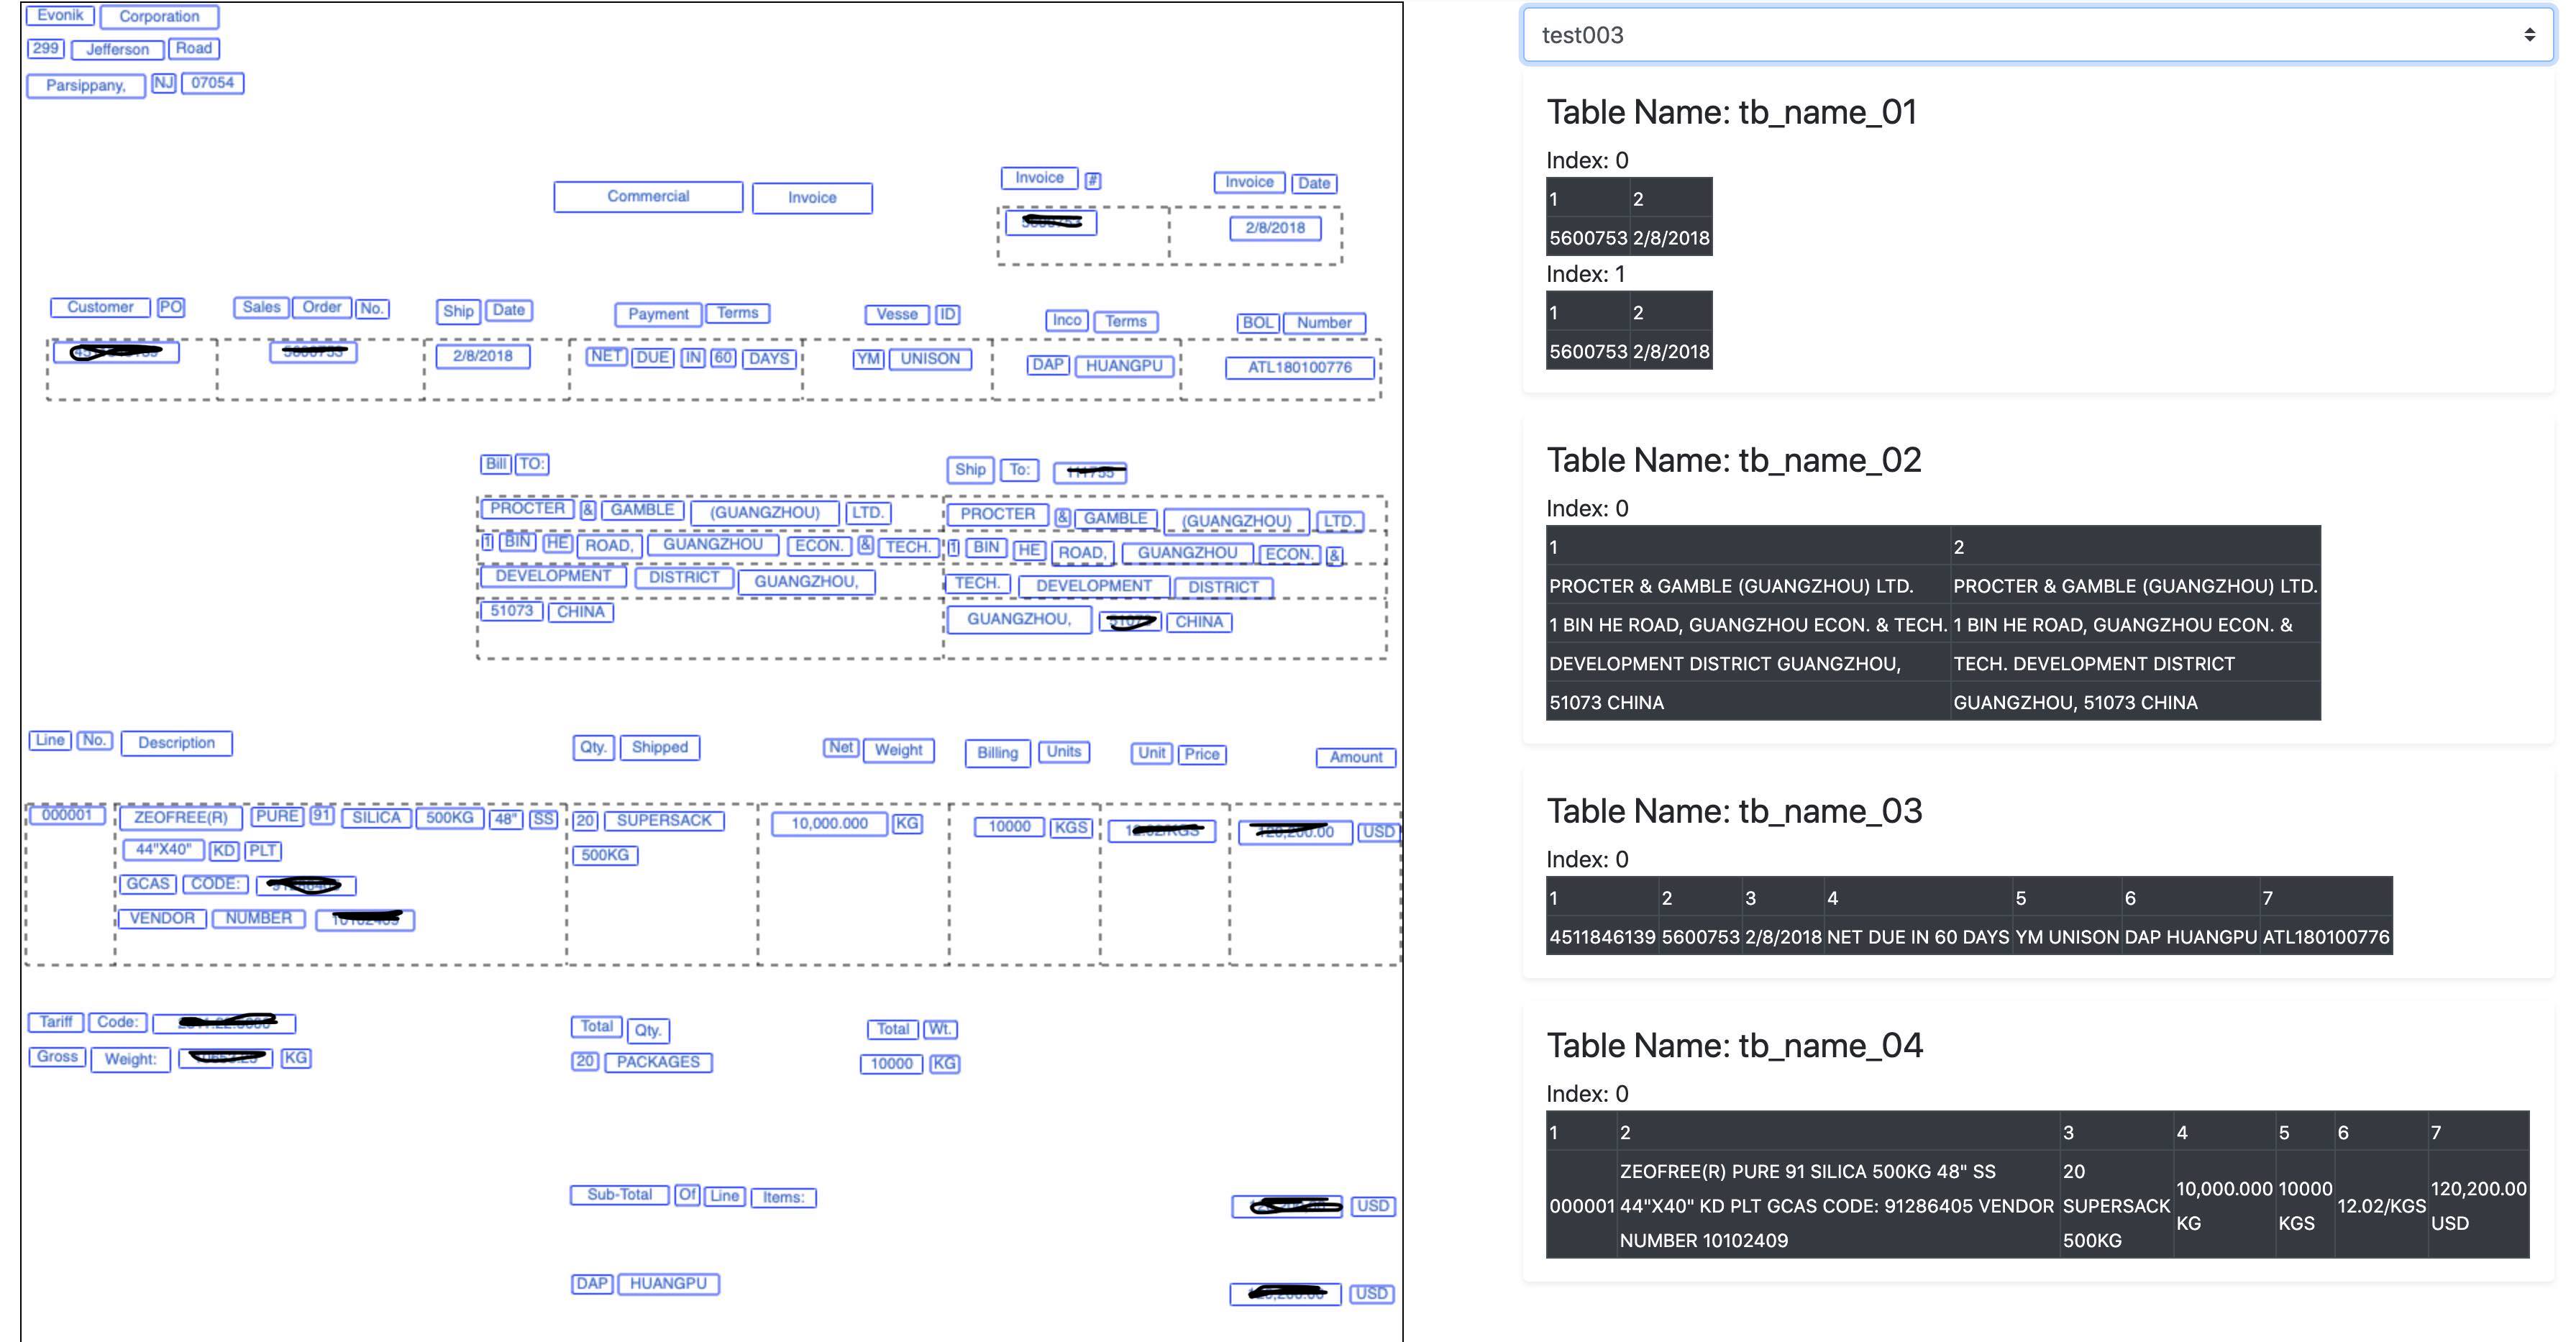 Evonik Corporation
299 Jefferson Road
Parsippany, NJ 07054
Commercial Invoice
Invoice # Invoice Date
2/8/2018
Customer PO Sales Order No. Ship Date Payment Terms Vesse ID Inco Terms BOL Number
2/8/2018 NET DUE IN 60 DAYS YM UNISON DAP HUANGPU ATL180100776
Bill TO: Ship To:
PROCTER & GAMBLE (GUANGZHOU) LTD. PROCTER & GAMBLE (GUANGZHOU) LTD.
1 BIN HE ROAD, GUANGZHOU ECON. & TECH. 1 BIN HE ROAD, GUANGZHOU ECON. &
DEVELOPMENT DISTRICT GUANGZHOU, TECH. DEVELOPMENT DISTRICT
51073 CHINA GUANGZHOU, CHINA
Line No. Description Qty. Shipped Net Weight Billing Units Unit Price Amount
000001 ZEOFREE(R) PURE 91 SILICA 500KG 48" SS 20 SUPERSACK 10,000.000 KG 10000 KGS USD
44"X40" KD PLT 500KG
GCAS CODE:
VENDOR NUMBER
Tariff Code: Total Qty. Total Wt.
Gross Weight: KG 20 PACKAGES 10000 KG
Sub-Total Of Line Items: USD
DAP HUANGPU USD
test003
Table Name: tb_name_01
Index: 0
1 2
5600753 2/8/2018
Index: 1
1 2
5600753 2/8/2018
Table Name: tb_name_02
Index: 0
1 2
PROCTER & GAMBLE (GUANGZHOU) LTD. PROCTER & GAMBLE (GUANGZHOU) LTD.
1 BIN HE ROAD, GUANGZHOU ECON. & TECH. 1 BIN HE ROAD, GUANGZHOU ECON. &
DEVELOPMENT DISTRICT GUANGZHOU, TECH. DEVELOPMENT DISTRICT
51073 CHINA GUANGZHOU, 51073 CHINA
Table Name: tb_name_03
Index: 0
1 2 3 4 5 6 7
4511846139 5600753 2/8/2018 NET DUE IN 60 DAYS YM UNISON DAP HUANGPU ATL180100776
Table Name: tb_name_04
Index: 0
1 2 3 4 5 6 7
000001 ZEOFREE(R) PURE 91 SILICA 500KG 48" SS 44"X40" KD PLT GCAS CODE: 91286405 VENDOR NUMBER 10102409 20 SUPERSACK 500KG 10,000.000 KG 10000 KGS 12.02/KGS 120,200.00 USD